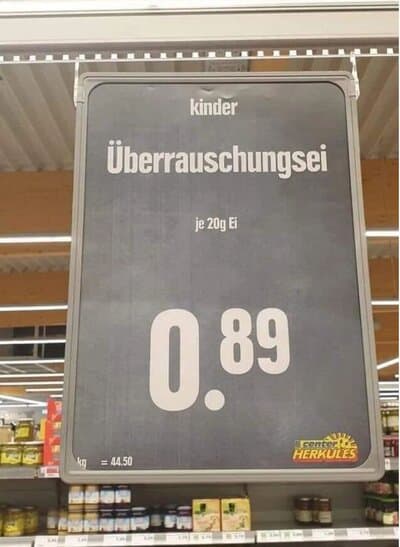 kinder
Überrauschungsei
je 20g Ei
0.89
kg = 44.50
E center
HERKULES